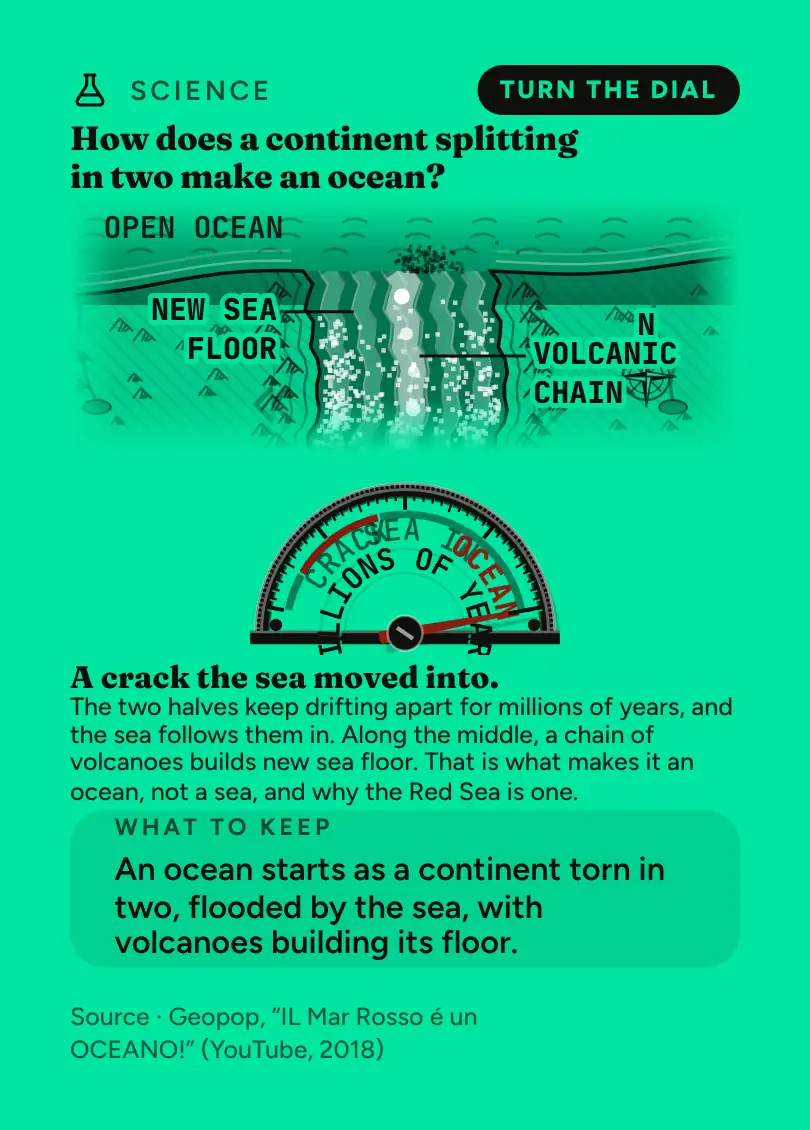 SCIENCE
TURN THE DIAL
How does a continent splitting
in two make an ocean?
OPEN OCEAN
NEW SEA
FLOOR
N
VOLCANIC
CHAIN
CRACK
SEA
OCEAN
ILLIONS OF YEAR
A crack the sea moved into.
The two halves keep drifting apart for millions of years, and
the sea follows them in. Along the middle, a chain of
volcanoes builds new sea floor. That is what makes it an
ocean, not a sea, and why the Red Sea is one.
WHAT TO KEEP
An ocean starts as a continent torn in
two, flooded by the sea, with
volcanoes building its floor.
Source · Geopop, “IL Mar Rosso é un
OCEANO!” (YouTube, 2018)